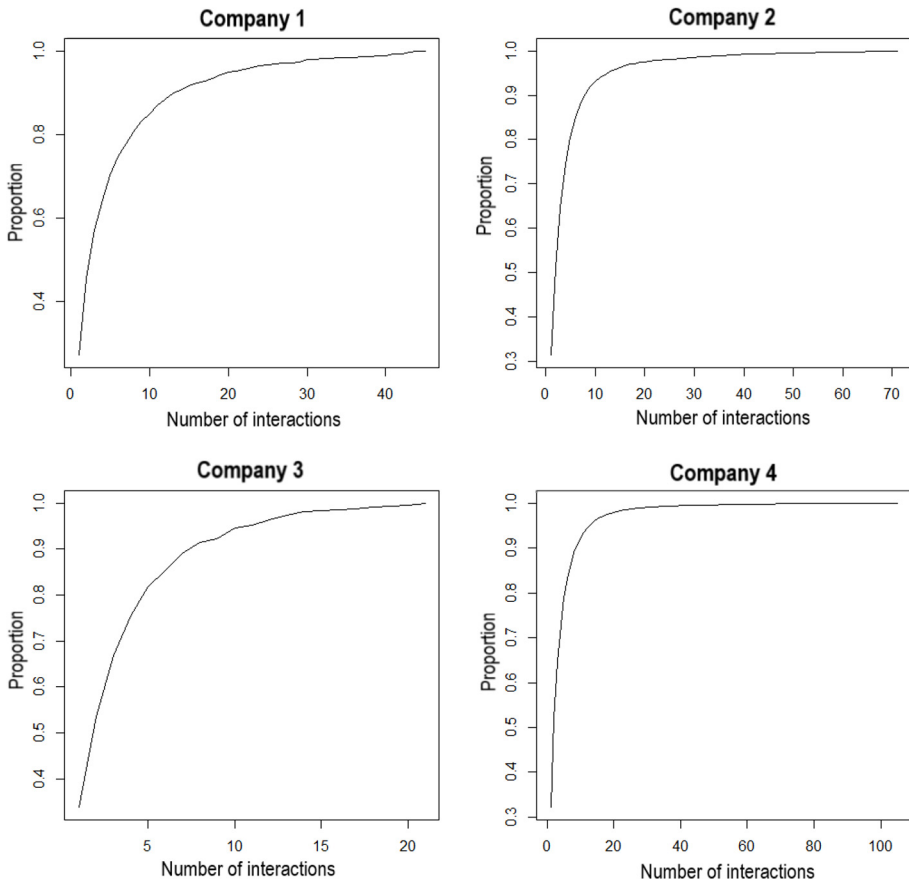 Company 1
Proportion
1.0
0.8
0.6
0.4
0 10 20 30 40
Number of interactions
Company 2
Proportion
1.0
0.9
0.8
0.7
0.6
0.5
0.4
0.3
0 10 20 30 40 50 60 70
Number of interactions
Company 3
Proportion
1.0
0.9
0.8
0.7
0.6
0.5
0.4
5 10 15 20
Number of interactions
Company 4
Proportion
1.0
0.9
0.8
0.7
0.6
0.5
0.4
0.3
0 20 40 60 80 100
Number of interactions